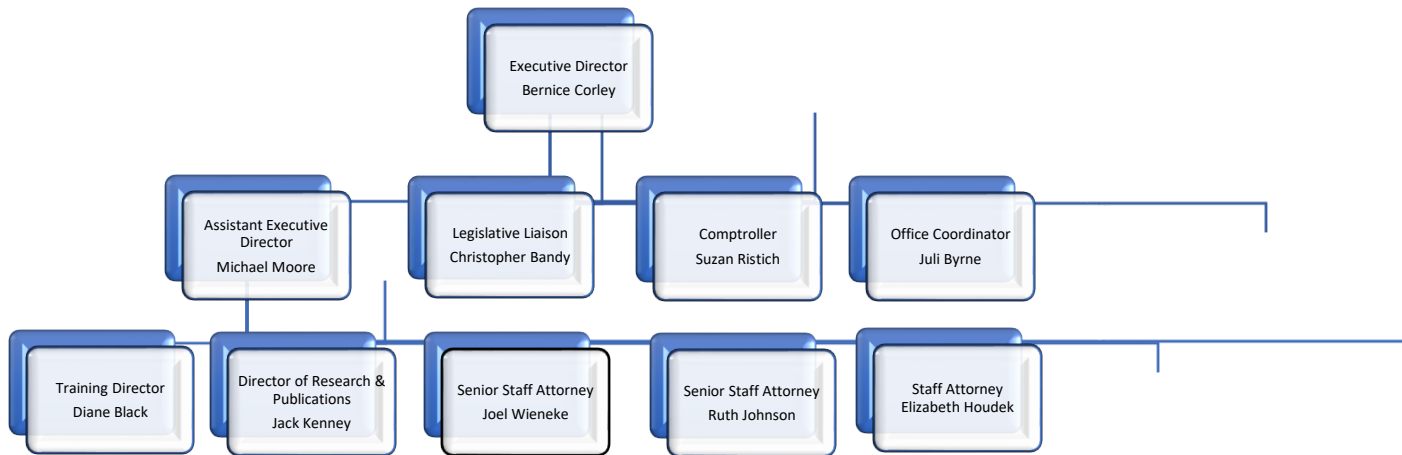 Executive Director
Bernice Corley
Assistant Executive
Director
Michael Moore
Legislative Liaison
Christopher Bandy
Comptroller
Suzan Ristich
Office Coordinator
Juli Byrne
Training Director
Diane Black
Director of Research &
Publications
Jack Kenney
Senior Staff Attorney
Joel Wieneke
Senior Staff Attorney
Ruth Johnson
Staff Attorney
Elizabeth Houdek